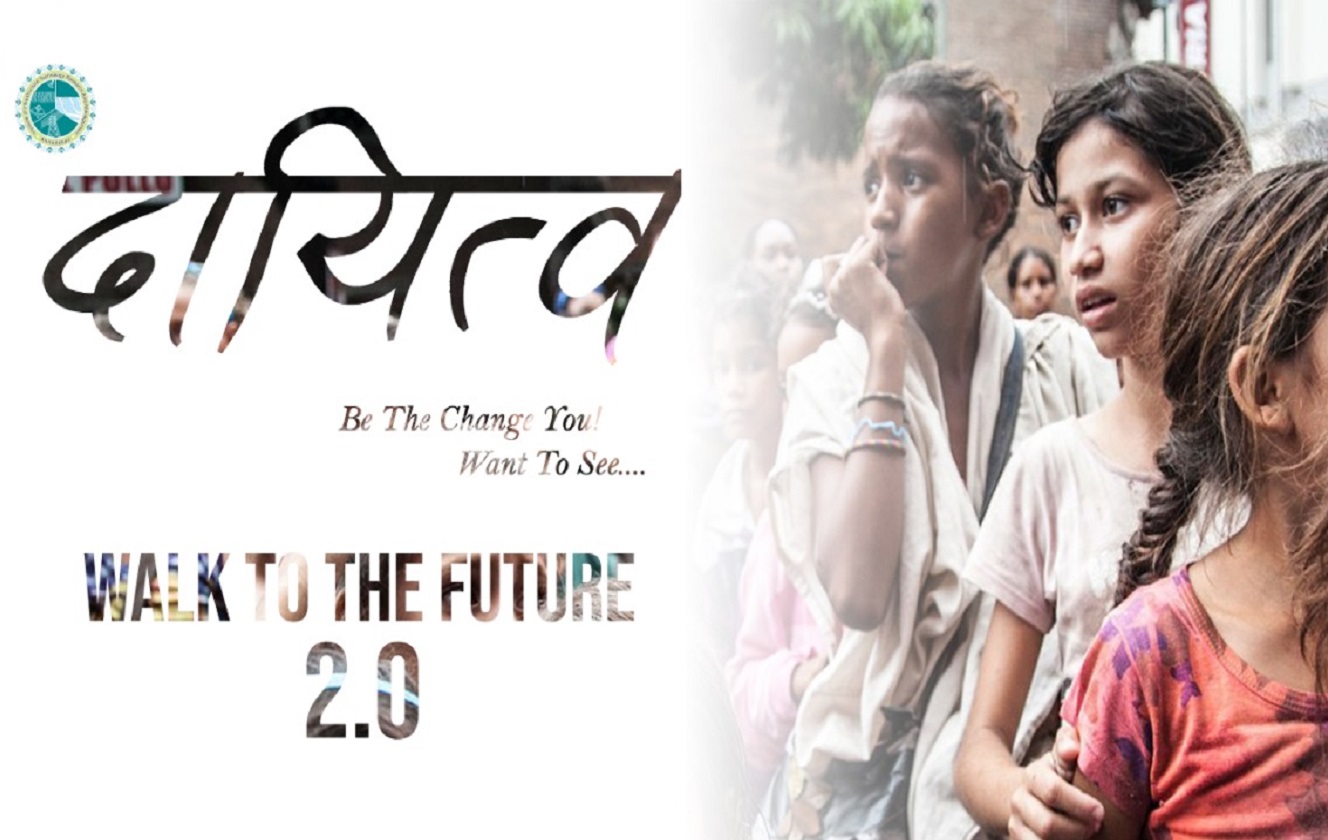 दायित्व
Be The Change You!
Want To See....
WALK TO THE FUTURE
2.0